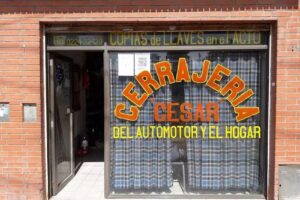 COPIAS de LLAVES en el ACTO
CERRAJERIA
CESAR
DEL AUTOMOTOR Y EL HOGAR